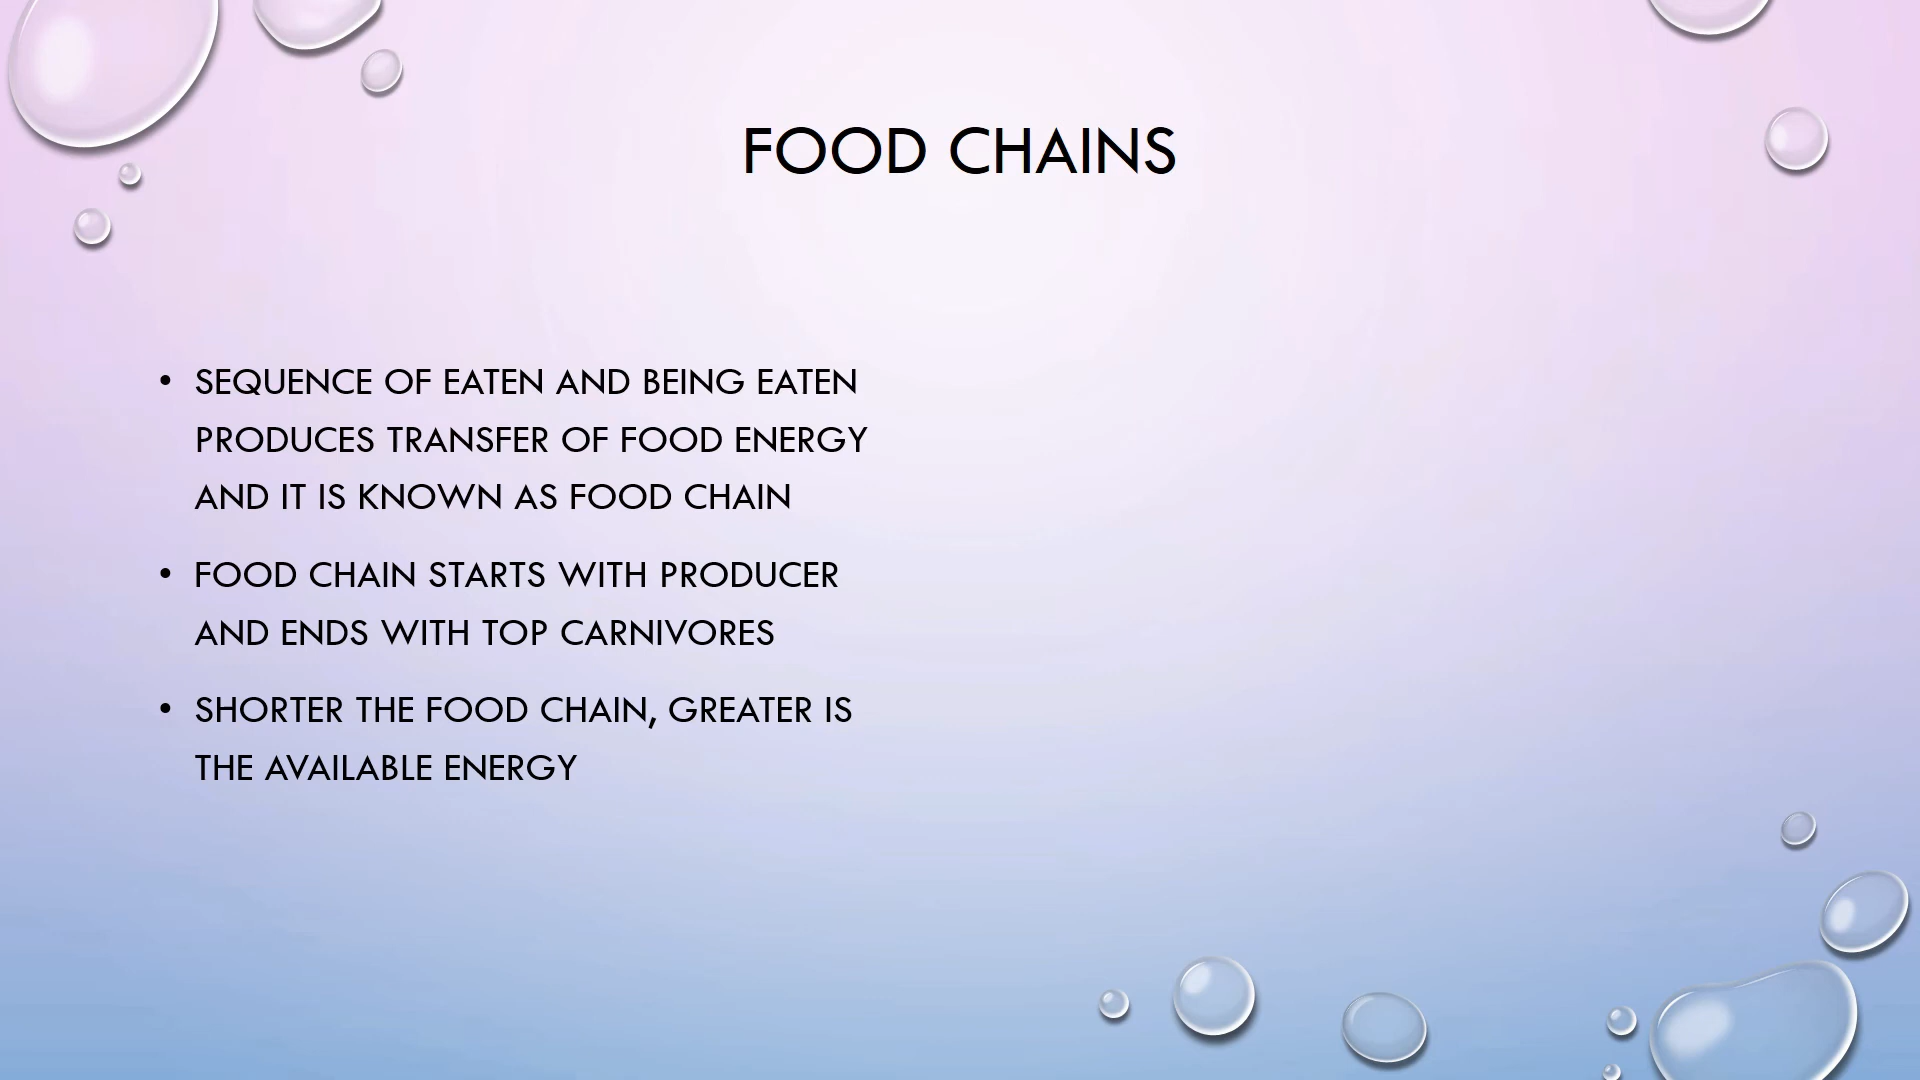 FOOD CHAINS
• SEQUENCE OF EATEN AND BEING EATEN
PRODUCES TRANSFER OF FOOD ENERGY
AND IT IS KNOWN AS FOOD CHAIN
• FOOD CHAIN STARTS WITH PRODUCER
AND ENDS WITH TOP CARNIVORES
• SHORTER THE FOOD CHAIN, GREATER IS
THE AVAILABLE ENERGY